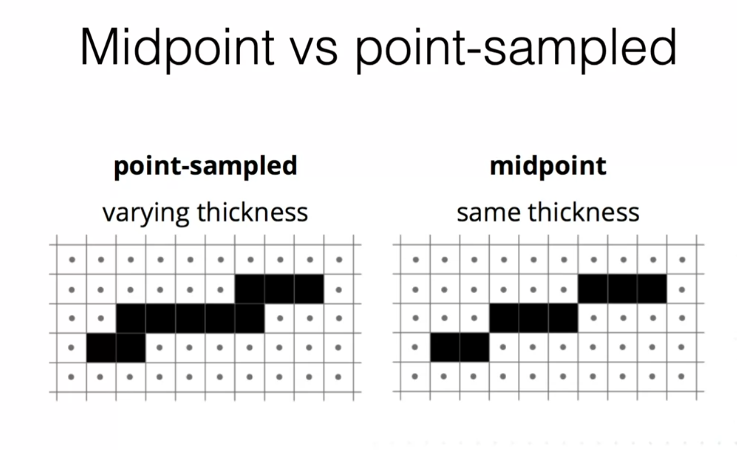 Midpoint vs point-sampled
point-sampled
varying thickness
midpoint
same thickness